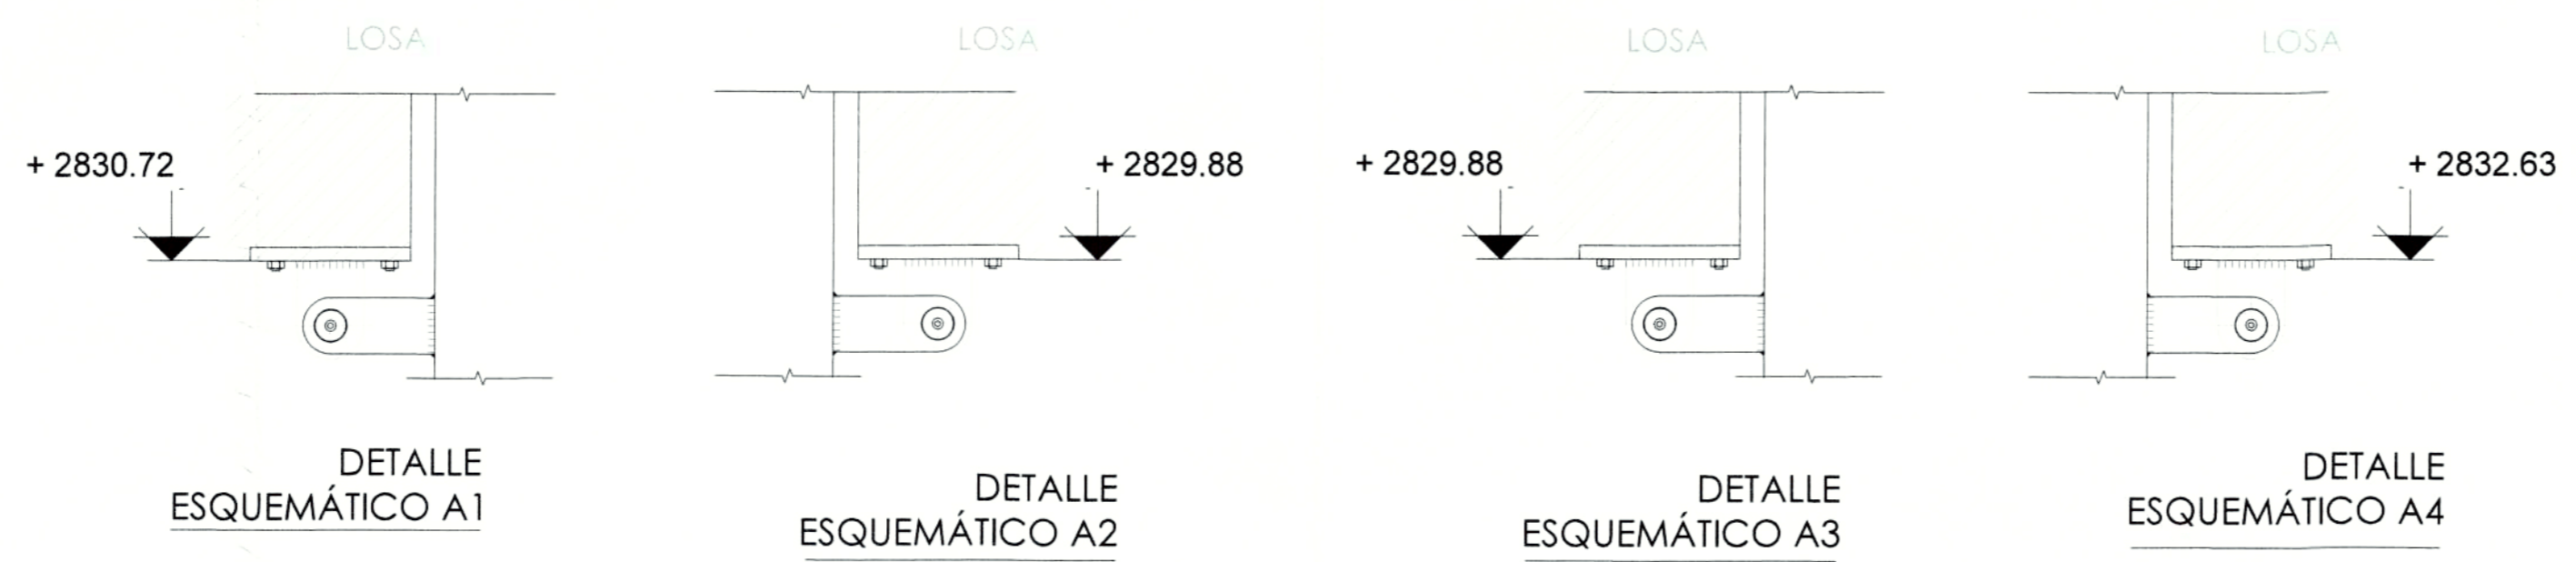 LOSA
LOSA
LOSA
LOSA
+ 2830.72
+ 2829.88
+ 2829.88
+ 2832.63
DETALLE
ESQUEMÁTICO A1
DETALLE
ESQUEMÁTICO A2
DETALLE
ESQUEMÁTICO A3
DETALLE
ESQUEMÁTICO A4